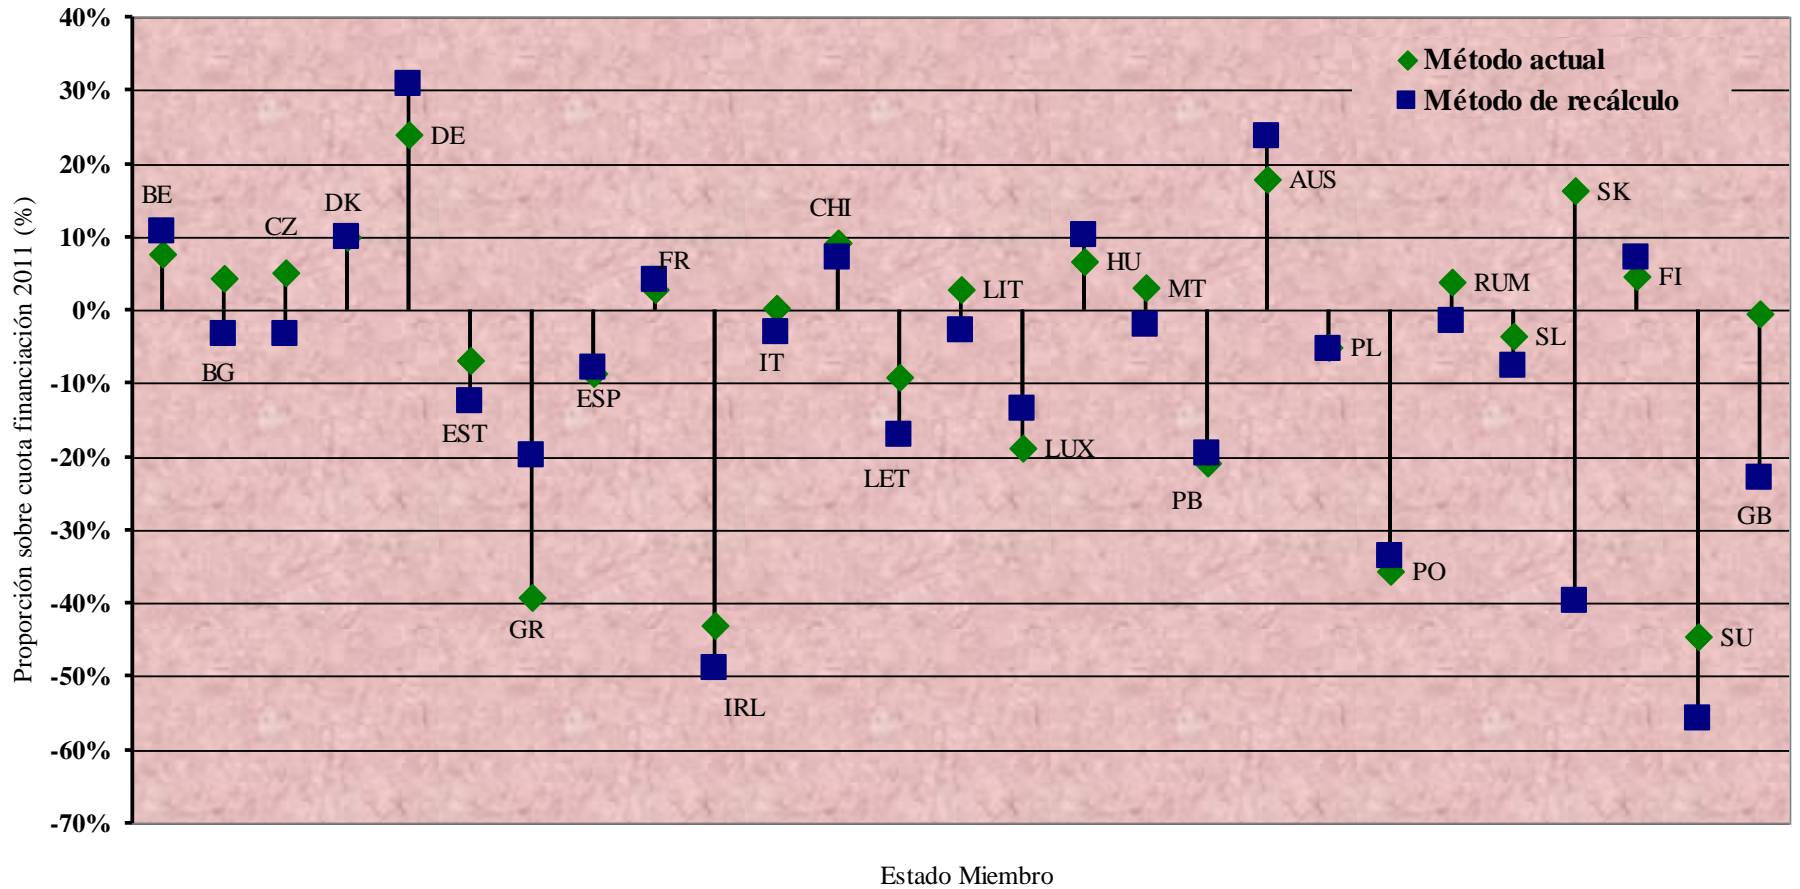 40%
30%
20%
10%
0%
-10%
-20%
-30%
-40%
-50%
-60%
-70%
Proporción sobre cuota financiación 2011 (%)
Método actual
Método de recálculo
BE
BG
CZ
DK
DE
EST
GR
ESP
FR
IRL
IT
CHI
LET
LIT
LUX
HU
MT
PB
AUS
PL
PO
RUM
SL
SK
FI
SU
GB
Estado Miembro